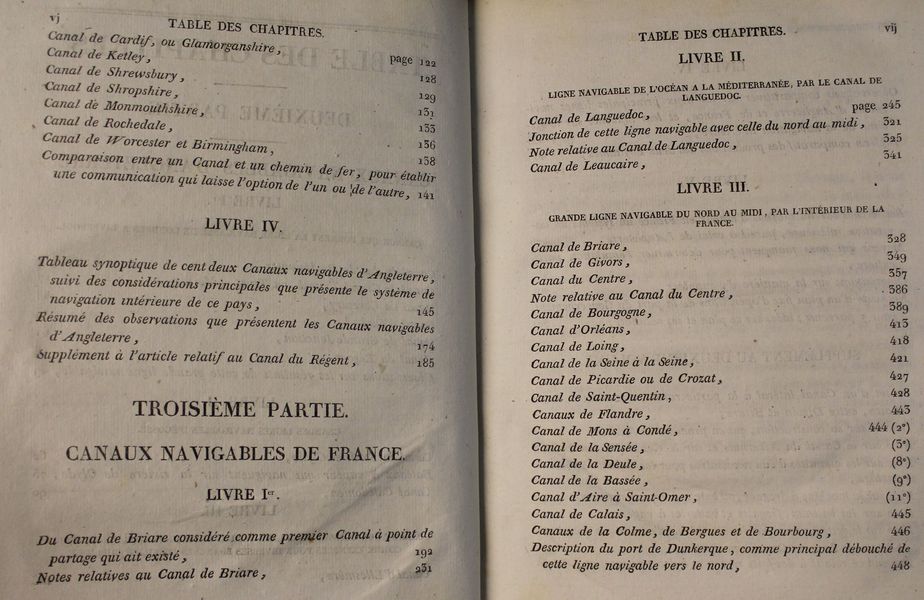 vj
TABLE DES CHAPITRES.
Canal de Cardif, ou Glamorganshire, page 122
Canal de Ketley, 128
Canal de Shrewsbury, 129
Canal de Shropshire, 131
Canal de Monmouthshire, 133
Canal de Rochedale, 136
Canal de Worcester et Birmingham, 138
Comparaison entre un Canal et un chemin de fer, pour établir
une communication qui laisse l'option de l'un ou de l'autre, 141
LIVRE IV.
Tableau synoptique de cent deux Canaux navigables d'Angleterre,
suivi des considérations principales que présente le système de
navigation intérieure de ce pays, 145
Résumé des observations que présentent les Canaux navigables
d'Angleterre, 174
Supplément à l'article relatif au Canal du Régent, 185
TROISIÈME PARTIE.
CANAUX NAVIGABLES DE FRANCE.
LIVRE Ier.
Du Canal de Briare considéré comme premier Canal à point de
partage qui ait existé, 192
Notes relatives au Canal de Briare, 231
TABLE DES CHAPITRES. vij
LIVRE II.
LIGNE NAVIGABLE DE L'OCÉAN A LA MÉDITERRANÉE, PAR LE CANAL DE
LANGUEDOC.
Canal de Languedoc, page 245
Jonction de cette ligne navigable avec celle du nord au midi, 321
Note relative au Canal de Languedoc, 325
Canal de Leaucaire, 341
LIVRE III.
GRANDE LIGNE NAVIGABLE DU NORD AU MIDI, PAR L'INTÉRIEUR DE LA
FRANCE.
Canal de Briare, 328
Canal de Givors, 349
Canal du Centre, 357
Note relative au Canal du Centre, 386
Canal de Bourgogne, 389
Canal d'Orléans, 413
Canal de Loing, 418
Canal de la Seine à la Seine, 421
Canal de Picardie ou de Crozat, 427
Canal de Saint-Quentin, 428
Canaux de Flandre, 443
Canal de Mons à Condé, 444 (2e)
Canal de la Sensée, (3e)
Canal de la Deule, (8e)
Canal de la Bassée, (9e)
Canal d'Aire à Saint-Omer, (11e)
Canal de Calais, 445
Canaux de la Colme, de Bergues et de Bourbourg, 446
Description du port de Dunkerque, comme principal débouché de
cette ligne navigable vers le nord, 448